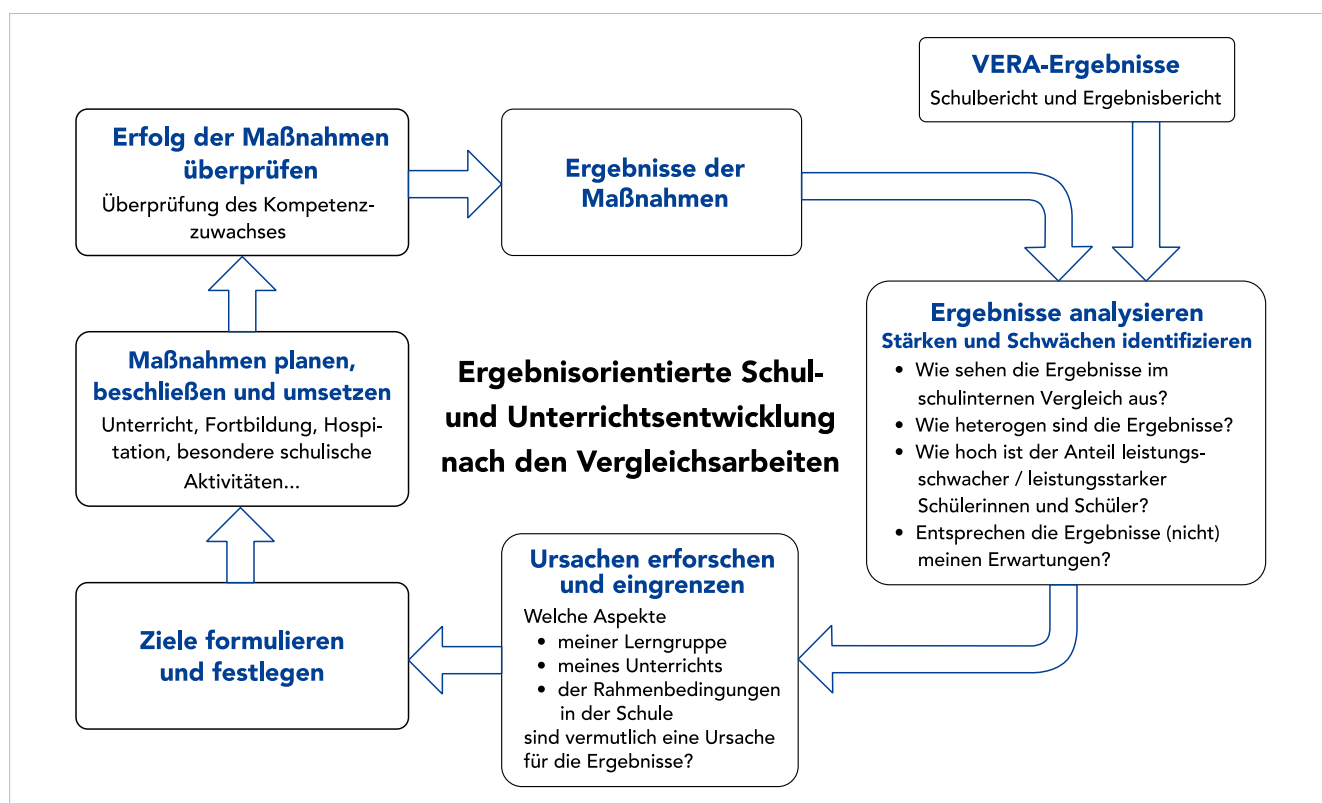 VERA-Ergebnisse
Schulbericht und Ergebnisbericht
Erfolg der Maßnahmen
überprüfen
Überprüfung des Kompetenz-
zuwachses
Ergebnisse der
Maßnahmen
Ergebnisse analysieren
Stärken und Schwächen identifizieren
• Wie sehen die Ergebnisse im
schulinternen Vergleich aus?
• Wie heterogen sind die Ergebnisse?
• Wie hoch ist der Anteil leistungs-
schwacher / leistungsstarker
Schülerinnen und Schüler?
• Entsprechen die Ergebnisse (nicht)
meinen Erwartungen?
Maßnahmen planen,
beschließen und umsetzen
Unterricht, Fortbildung, Hospi-
tation, besondere schulische
Aktivitäten...
Ergebnisorientierte Schul-
und Unterrichtsentwicklung
nach den Vergleichsarbeiten
Ursachen erforschen
und eingrenzen
Welche Aspekte
• meiner Lerngruppe
• meines Unterrichts
• der Rahmenbedingungen
in der Schule
sind vermutlich eine Ursache
für die Ergebnisse?
Ziele formulieren
und festlegen